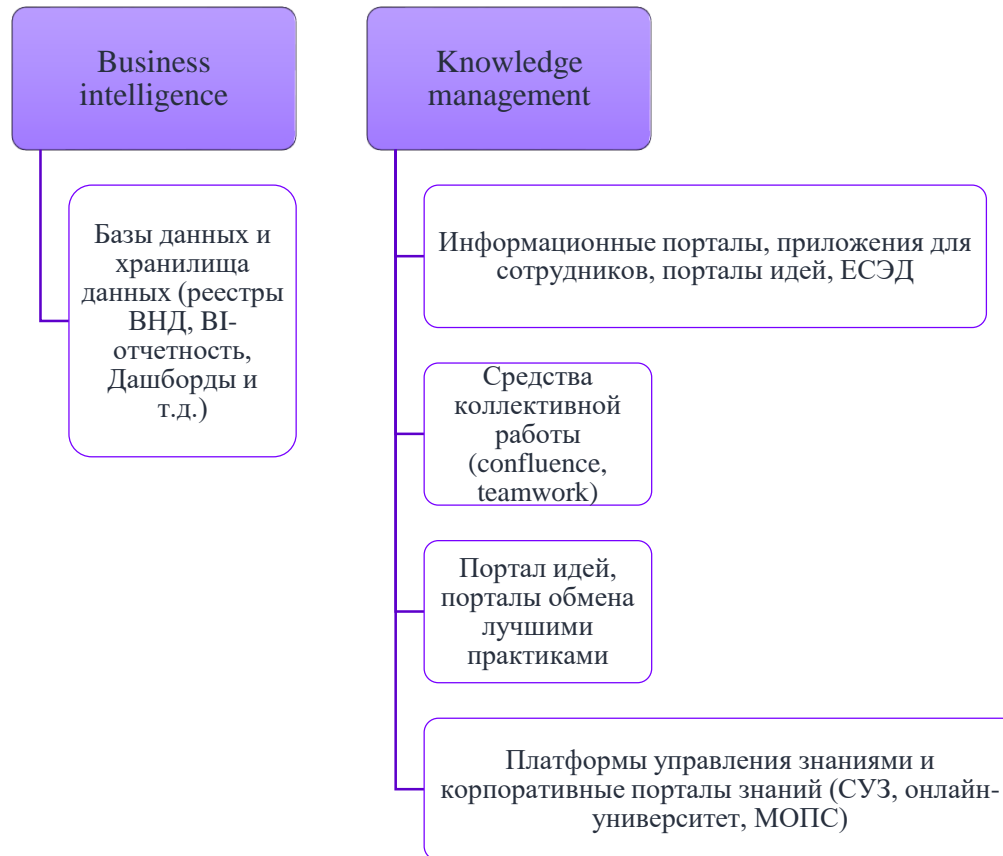 Business
intelligence
Базы данных и
хранилища
данных (реестры
ВНД, BI-
отчетность,
Дашборды и
т.д.)
Knowledge
management
Информационные порталы, приложения для
сотрудников, порталы идей, ЕСЭД
Средства
коллективной
работы
(confluence,
teamwork)
Портал идей,
порталы обмена
лучшими
практиками
Платформы управления знаниями и
корпоративные порталы знаний (СУЗ, онлайн-
университет, МОПС)